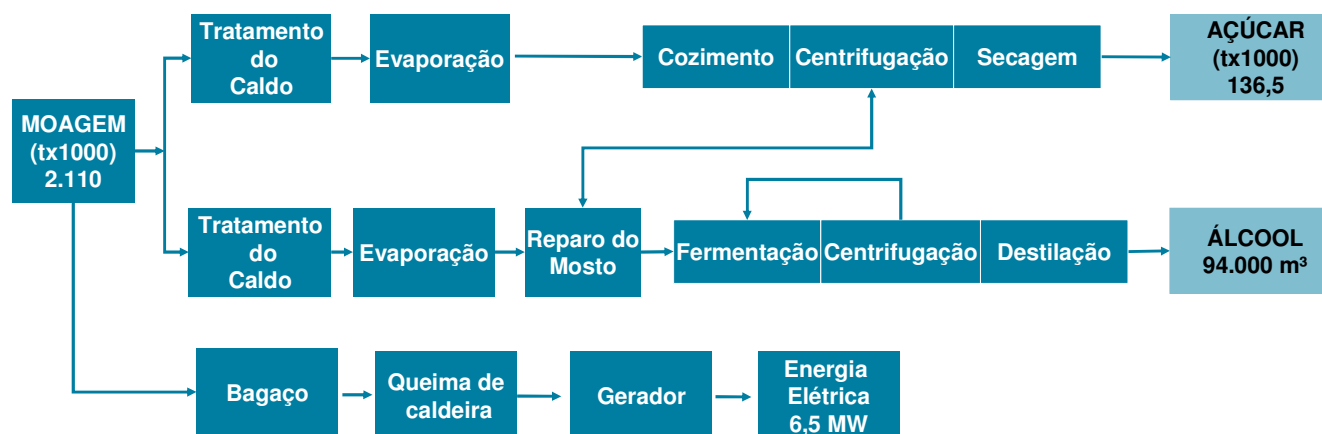 MOAGEM
(tx1000)
2.110
Tratamento
do
Caldo
Evaporação
Cozimento
Centrifugação
Secagem
AÇÚCAR
(tx1000)
136,5
Tratamento
do
Caldo
Evaporação
Reparo do
Mosto
Fermentação
Centrifugação
Destilação
ÁLCOOL
94.000 m³
Bagaço
Queima de
caldeira
Gerador
Energia
Elétrica
6,5 MW